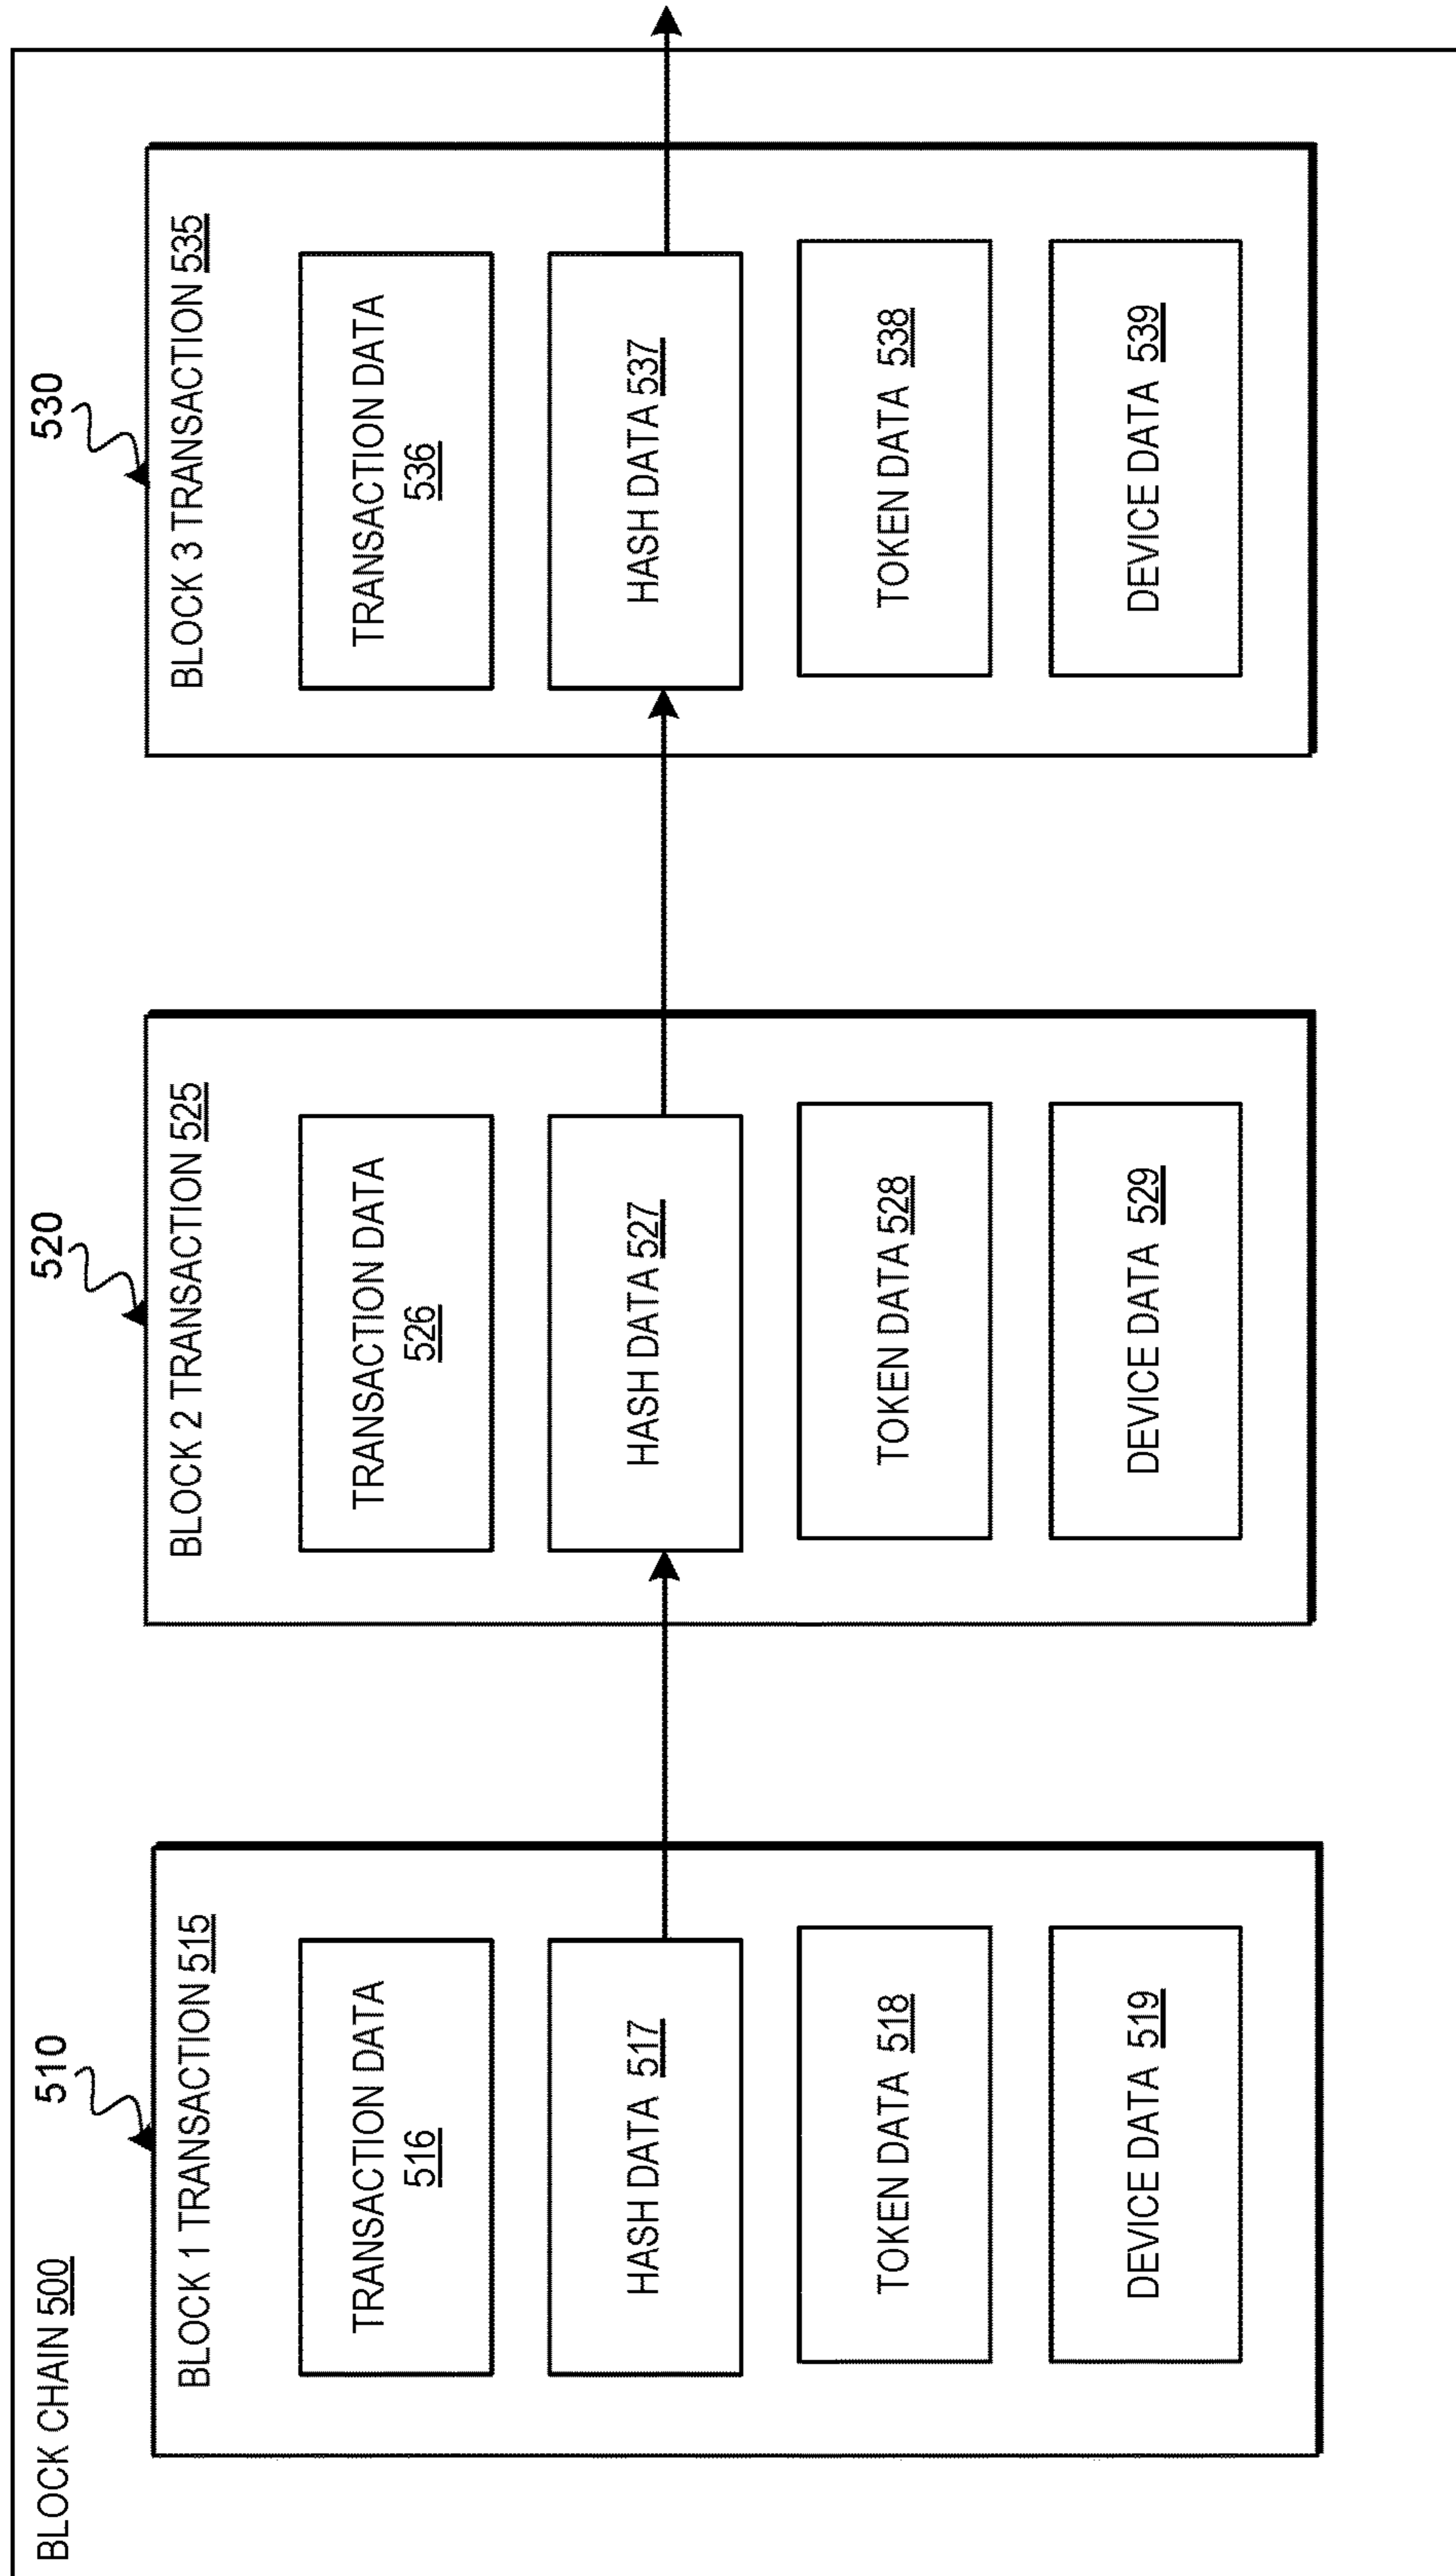 BLOCK CHAIN 500
510
BLOCK 1 TRANSACTION 515
TRANSACTION DATA
516
HASH DATA 517
TOKEN DATA 518
DEVICE DATA 519
520
BLOCK 2 TRANSACTION 525
TRANSACTION DATA
526
HASH DATA 527
TOKEN DATA 528
DEVICE DATA 529
530
BLOCK 3 TRANSACTION 535
TRANSACTION DATA
536
HASH DATA 537
TOKEN DATA 538
DEVICE DATA 539